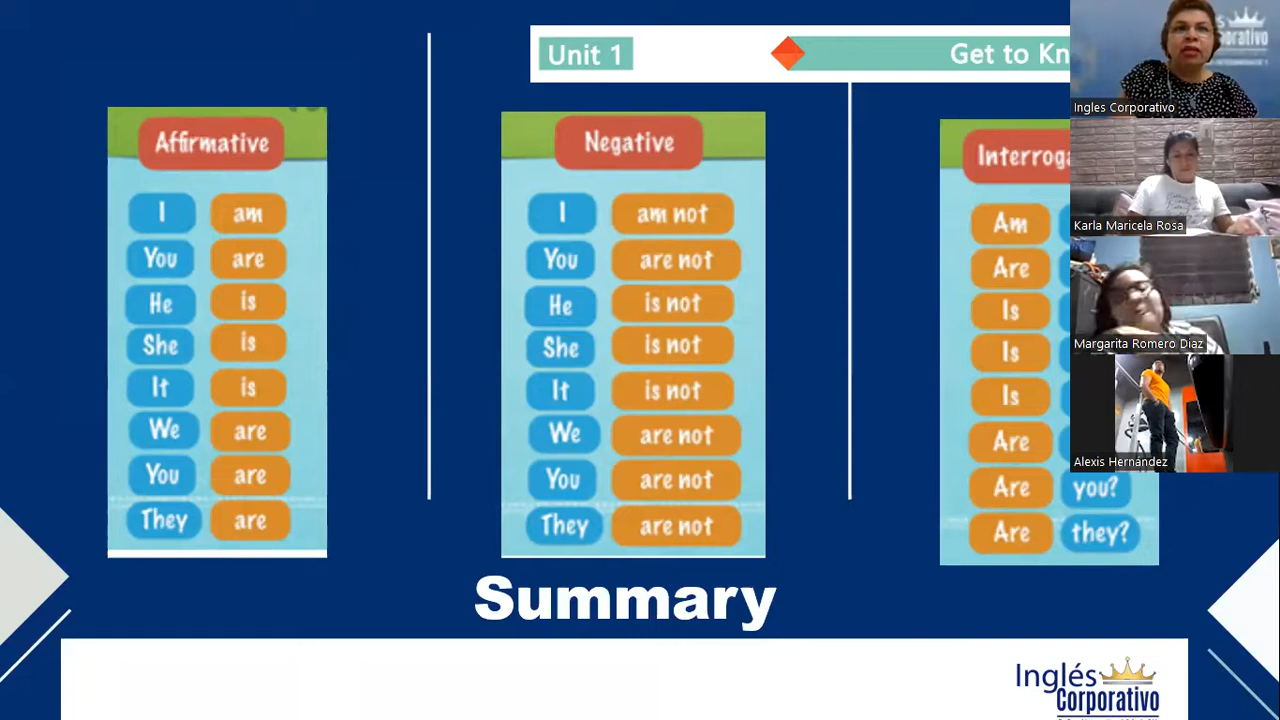 Unit 1
Get to Kn
Affirmative
I am
You are
He is
She is
It is
We are
You are
They are
Negative
I am not
You are not
He is not
She is not
It is not
We are not
You are not
They are not
Interroga
Am
Are
Is
Is
Is
Are
Are you?
Are they?
Summary
Inglés
Corporativo
orporativo
Ingles Corporativo
Karla Maricela Rosa
Margarita Romero Diaz
Alexis Hernández